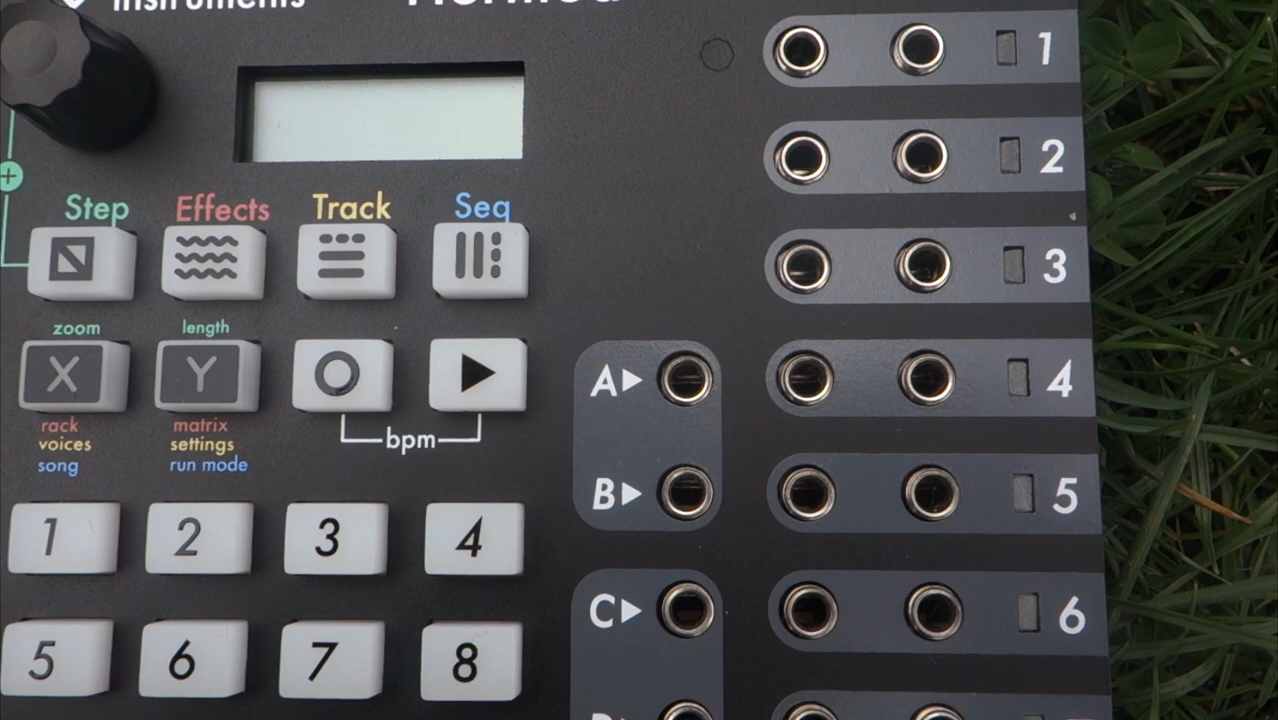 instruments
1
2
3
Step Effects Track Seq
zoom length
X Y
rack matrix
voices settings
song run mode
bpm
A
4
B
5
C
6
1 2 3 4
5 6 7 8